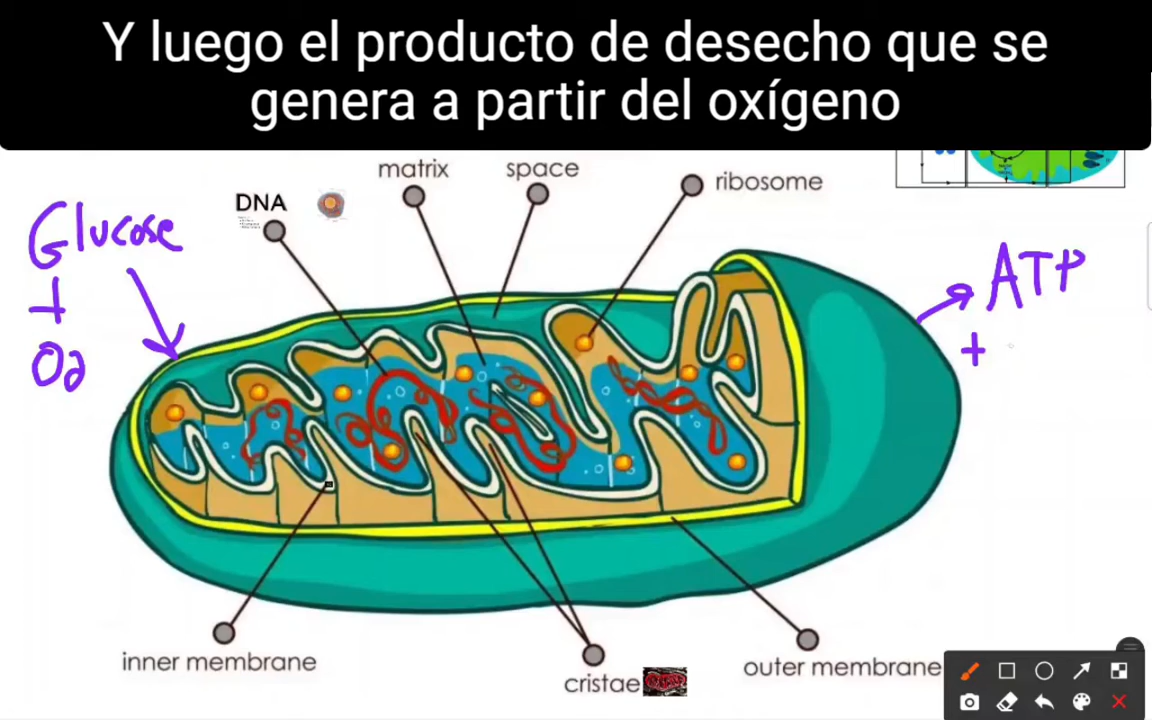 Y luego el producto de desecho que se
genera a partir del oxígeno
matrix
space
ribosome
DNA
Glucose
+
O2
ATP
+
inner membrane
cristae
outer membrane